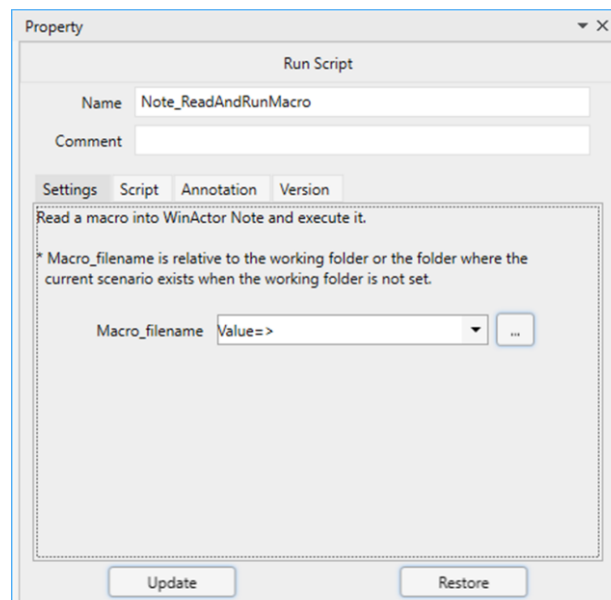 Property
Run Script
Name Note_ReadAndRunMacro
Comment
Settings Script Annotation Version
Read a macro into WinActor Note and execute it.
* Macro_filename is relative to the working folder or the folder where the
current scenario exists when the working folder is not set.
Macro_filename Value=> ...
Update Restore